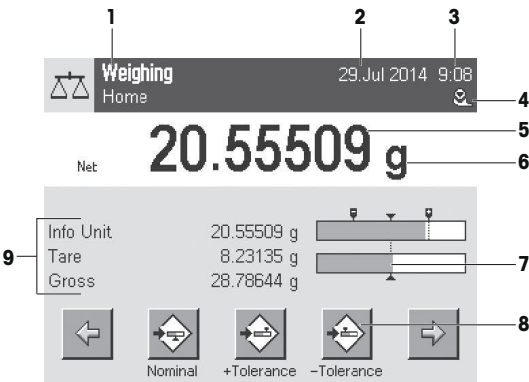 1 2 3
Weighing 29.Jul 2014 9:08
Home 4
Net 20.55509 g 5
6
Info Unit 20.55509 g
9 Tare 8.23135 g 7
Gross 28.78644 g
8
Nominal +Tolerance −Tolerance